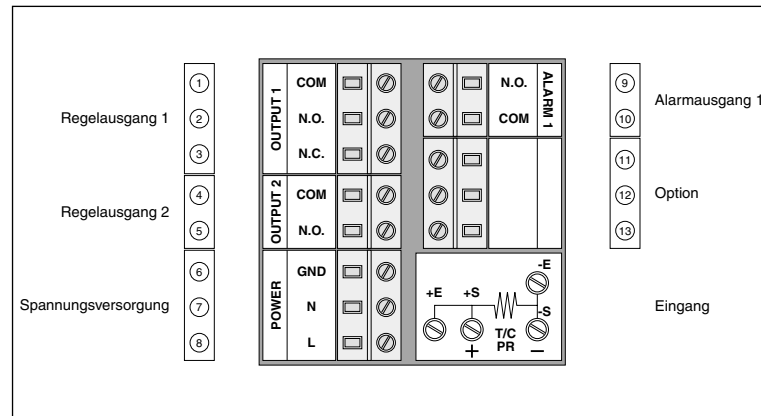 Regelausgang 1
1
2
3
OUTPUT 1
COM
N.O.
N.C.
Regelausgang 2
4
5
OUTPUT 2
COM
N.O.
Spannungsversorgung
6
7
8
POWER
GND
N
L
N.O.
COM
ALARM 1
9
10
Alarmausgang 1
11
12
13
Option
-E
+E
+S
-S
T/C
PR
+
−
Eingang